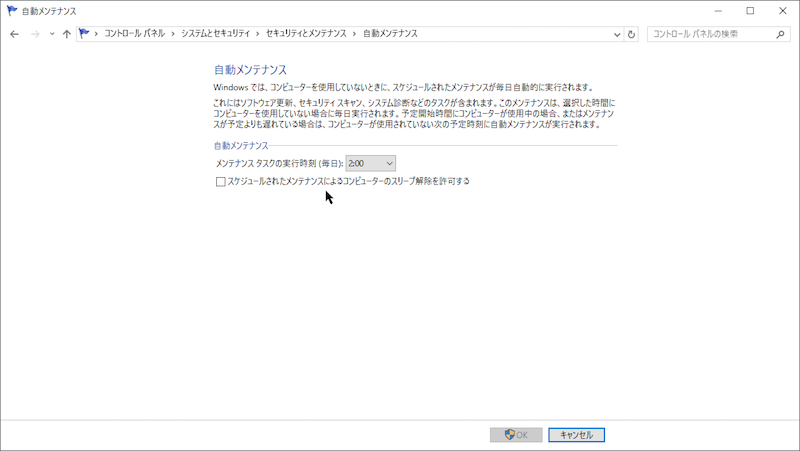 自動メンテナンス
コントロール パネル > システムとセキュリティ > セキュリティとメンテナンス > 自動メンテナンス
コントロール パネルの検索
自動メンテナンス
Windows では、コンピューターを使用していないときに、スケジュールされたメンテナンスが毎日自動的に実行されます。
これにはソフトウェア更新、セキュリティ スキャン、システム診断などのタスクが含まれます。このメンテナンスは、選択した時間に
コンピューターを使用していない場合に毎日実行されます。予定開始時間にコンピューターが使用中の場合、またはメンテナン
スが予定よりも遅れている場合は、コンピューターが使用されていない次の予定時刻に自動メンテナンスが実行されます。
自動メンテナンス
メンテナンス タスクの実行時刻 (毎日): 2:00
スケジュールされたメンテナンスによるコンピューターのスリープ解除を許可する
OK キャンセル